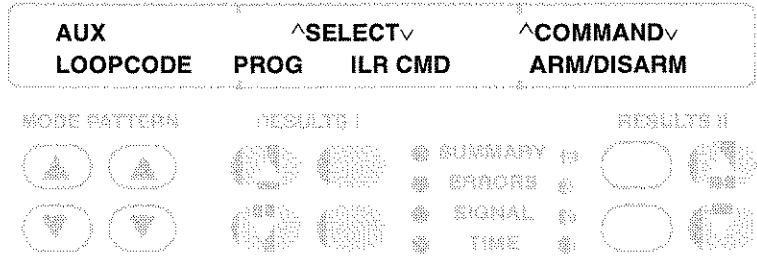 AUX ^SELECT˅ ^COMMAND˅
LOOPCODE PROG ILR CMD ARM/DISARM
MODE PATTERN RESULTS I RESULTS II
SUMMARY
ERRORS
SIGNAL
TIME